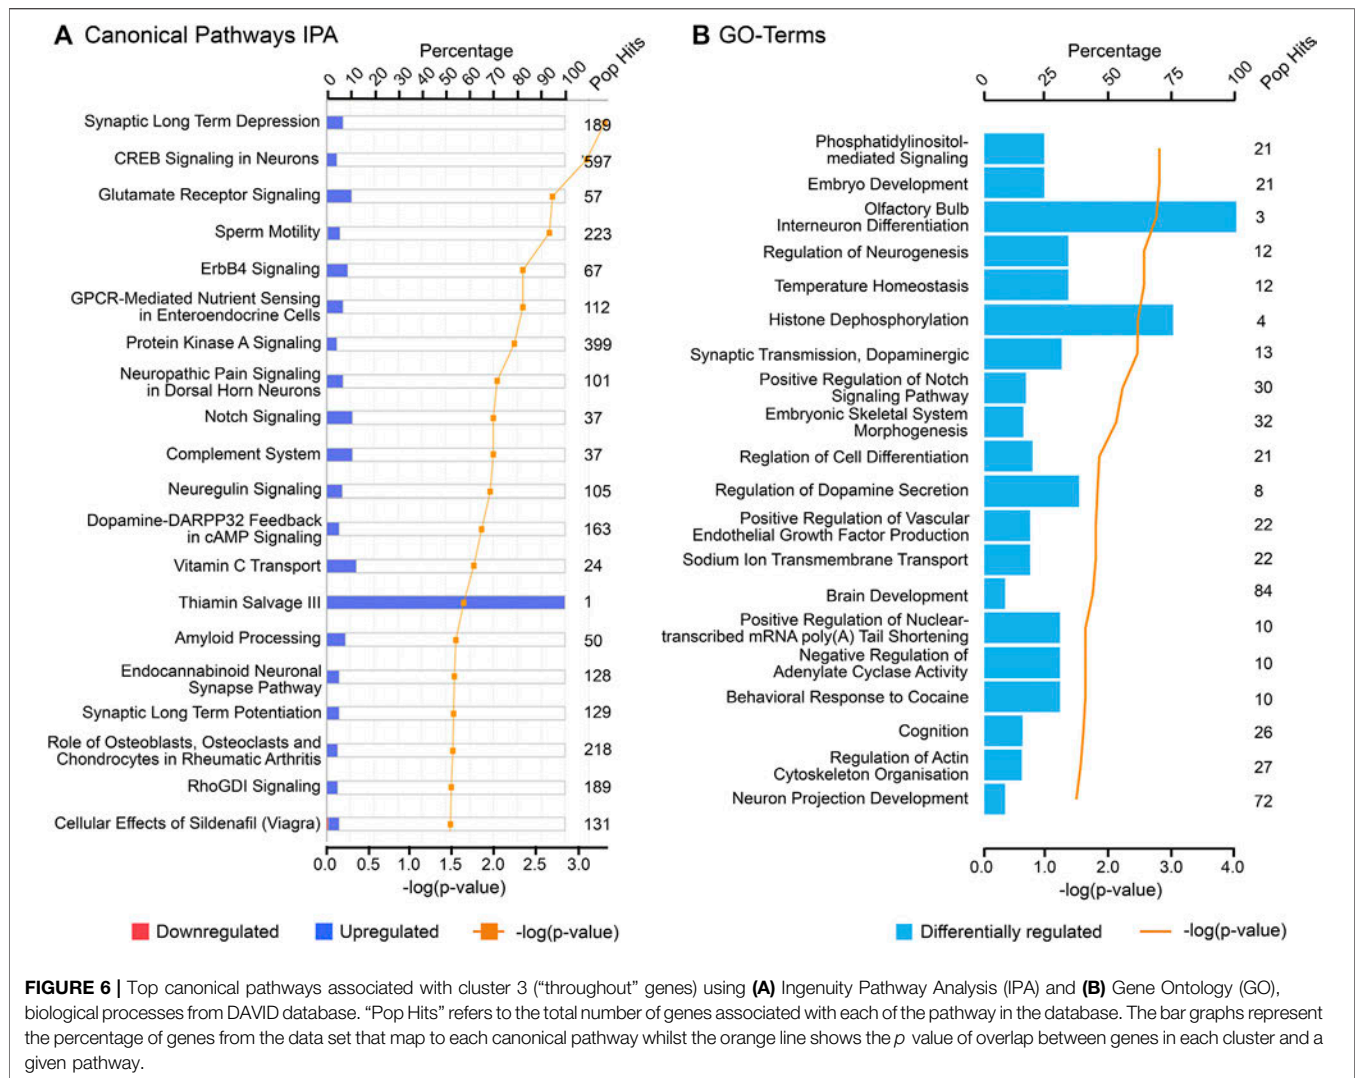 A Canonical Pathways IPA
Percentage
0 10 20 30 40 50 60 70 80 90 100 Pop Hits
Synaptic Long Term Depression 189
CREB Signaling in Neurons 597
Glutamate Receptor Signaling 57
Sperm Motility 223
ErbB4 Signaling 67
GPCR-Mediated Nutrient Sensing
in Enteroendocrine Cells 112
Protein Kinase A Signaling 399
Neuropathic Pain Signaling
in Dorsal Horn Neurons 101
Notch Signaling 37
Complement System 37
Neuregulin Signaling 105
Dopamine-DARPP32 Feedback
in cAMP Signaling 163
Vitamin C Transport 24
Thiamin Salvage III 1
Amyloid Processing 50
Endocannabinoid Neuronal
Synapse Pathway 128
Synaptic Long Term Potentiation 129
Role of Osteoblasts, Osteoclasts and
Chondrocytes in Rheumatic Arthritis 218
RhoGDI Signaling 189
Cellular Effects of Sildenafil (Viagra) 131
0.0 0.5 1.0 1.5 2.0 2.5 3.0
-log(p-value)
Downregulated Upregulated -log(p-value)
B GO-Terms
Percentage
0 25 50 75 100 Pop Hits
Phosphatidylinositol-
mediated Signaling 21
Embryo Development 21
Olfactory Bulb
Interneuron Differentiation 3
Regulation of Neurogenesis 12
Temperature Homeostasis 12
Histone Dephosphorylation 4
Synaptic Transmission, Dopaminergic 13
Positive Regulation of Notch
Signaling Pathway 30
Embryonic Skeletal System
Morphogenesis 32
Reglation of Cell Differentiation 21
Regulation of Dopamine Secretion 8
Positive Regulation of Vascular
Endothelial Growth Factor Production 22
Sodium Ion Transmembrane Transport 22
Brain Development 84
Positive Regulation of Nuclear-
transcribed mRNA poly(A) Tail Shortening 10
Negative Regulation of
Adenylate Cyclase Activity 10
Behavioral Response to Cocaine 10
Cognition 26
Regulation of Actin
Cytoskeleton Organisation 27
Neuron Projection Development 72
0.0 1.0 2.0 3.0 4.0
-log(p-value)
Differentially regulated -log(p-value)
FIGURE 6 | Top canonical pathways associated with cluster 3 (“throughout” genes) using (A) Ingenuity Pathway Analysis (IPA) and (B) Gene Ontology (GO),
biological processes from DAVID database. “Pop Hits” refers to the total number of genes associated with each of the pathway in the database. The bar graphs represent
the percentage of genes from the data set that map to each canonical pathway whilst the orange line shows the p value of overlap between genes in each cluster and a
given pathway.